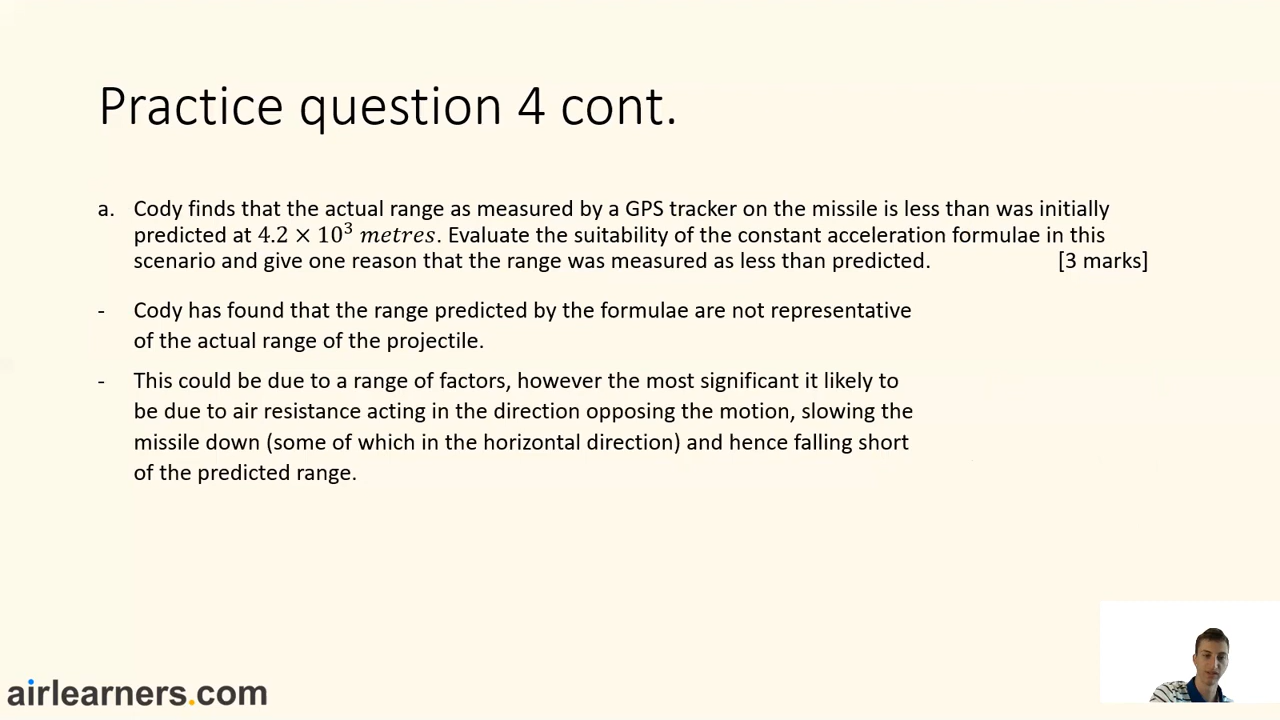 Practice question 4 cont.
a. Cody finds that the actual range as measured by a GPS tracker on the missile is less than was initially
predicted at 4.2 × 10³ metres. Evaluate the suitability of the constant acceleration formulae in this
scenario and give one reason that the range was measured as less than predicted. [3 marks]
- Cody has found that the range predicted by the formulae are not representative
of the actual range of the projectile.
- This could be due to a range of factors, however the most significant it likely to
be due to air resistance acting in the direction opposing the motion, slowing the
missile down (some of which in the horizontal direction) and hence falling short
of the predicted range.
airlearners.com